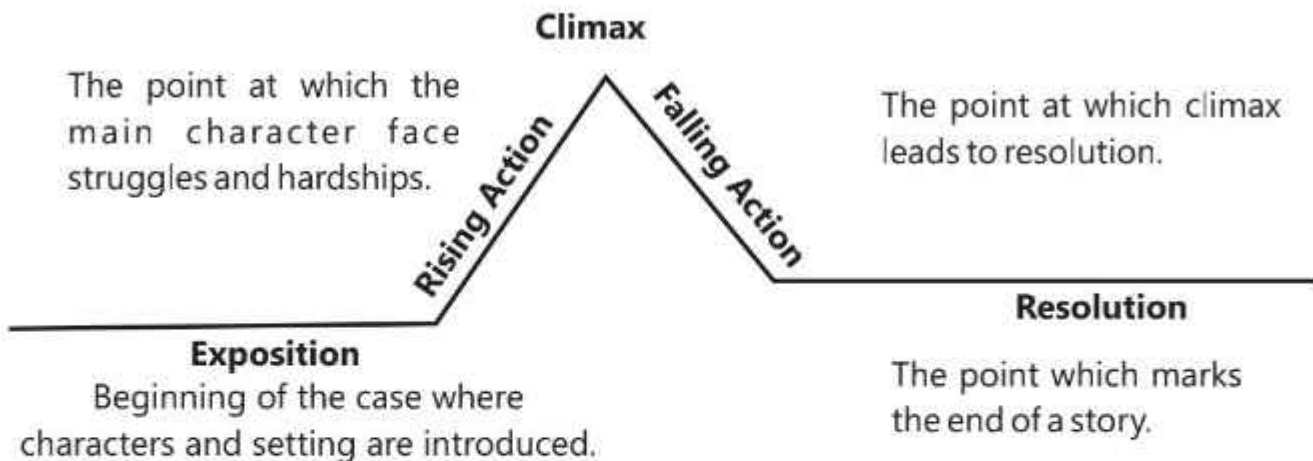 Climax
The point at which the
main character face
struggles and hardships.
Rising Action
Falling Action
The point at which climax
leads to resolution.
Exposition
Beginning of the case where
characters and setting are introduced.
Resolution
The point which marks
the end of a story.